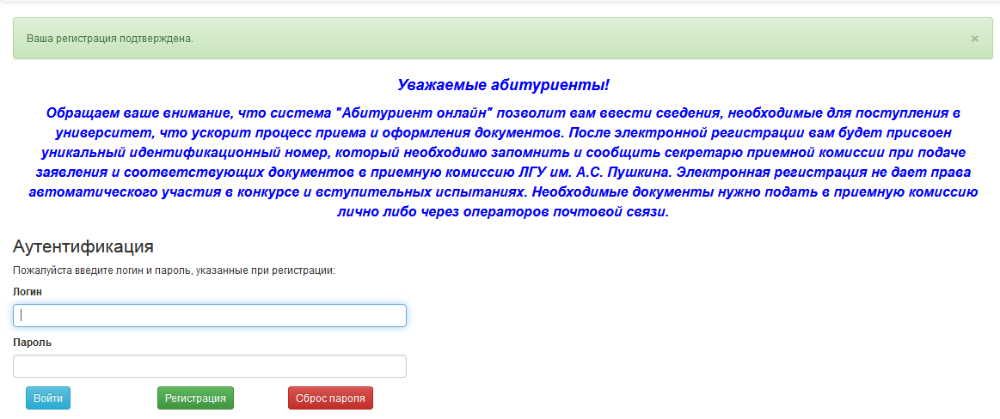 Ваша регистрация подтверждена.
×
Уважаемые абитуриенты!
Обращаем ваше внимание, что система "Абитуриент онлайн" позволит вам ввести сведения, необходимые для поступления в
университет, что ускорит процесс приема и оформления документов. После электронной регистрации вам будет присвоен
уникальный идентификационный номер, который необходимо запомнить и сообщить секретарю приемной комиссии при подаче
заявления и соответствующих документов в приемную комиссию ЛГУ им. А.С. Пушкина. Электронная регистрация не дает права
автоматического участия в конкурсе и вступительных испытаниях. Необходимые документы нужно подать в приемную комиссию
лично либо через операторов почтовой связи.
Аутентификация
Пожалуйста введите логин и пароль, указанные при регистрации:
Логин
Пароль
Войти Регистрация Сброс пароля